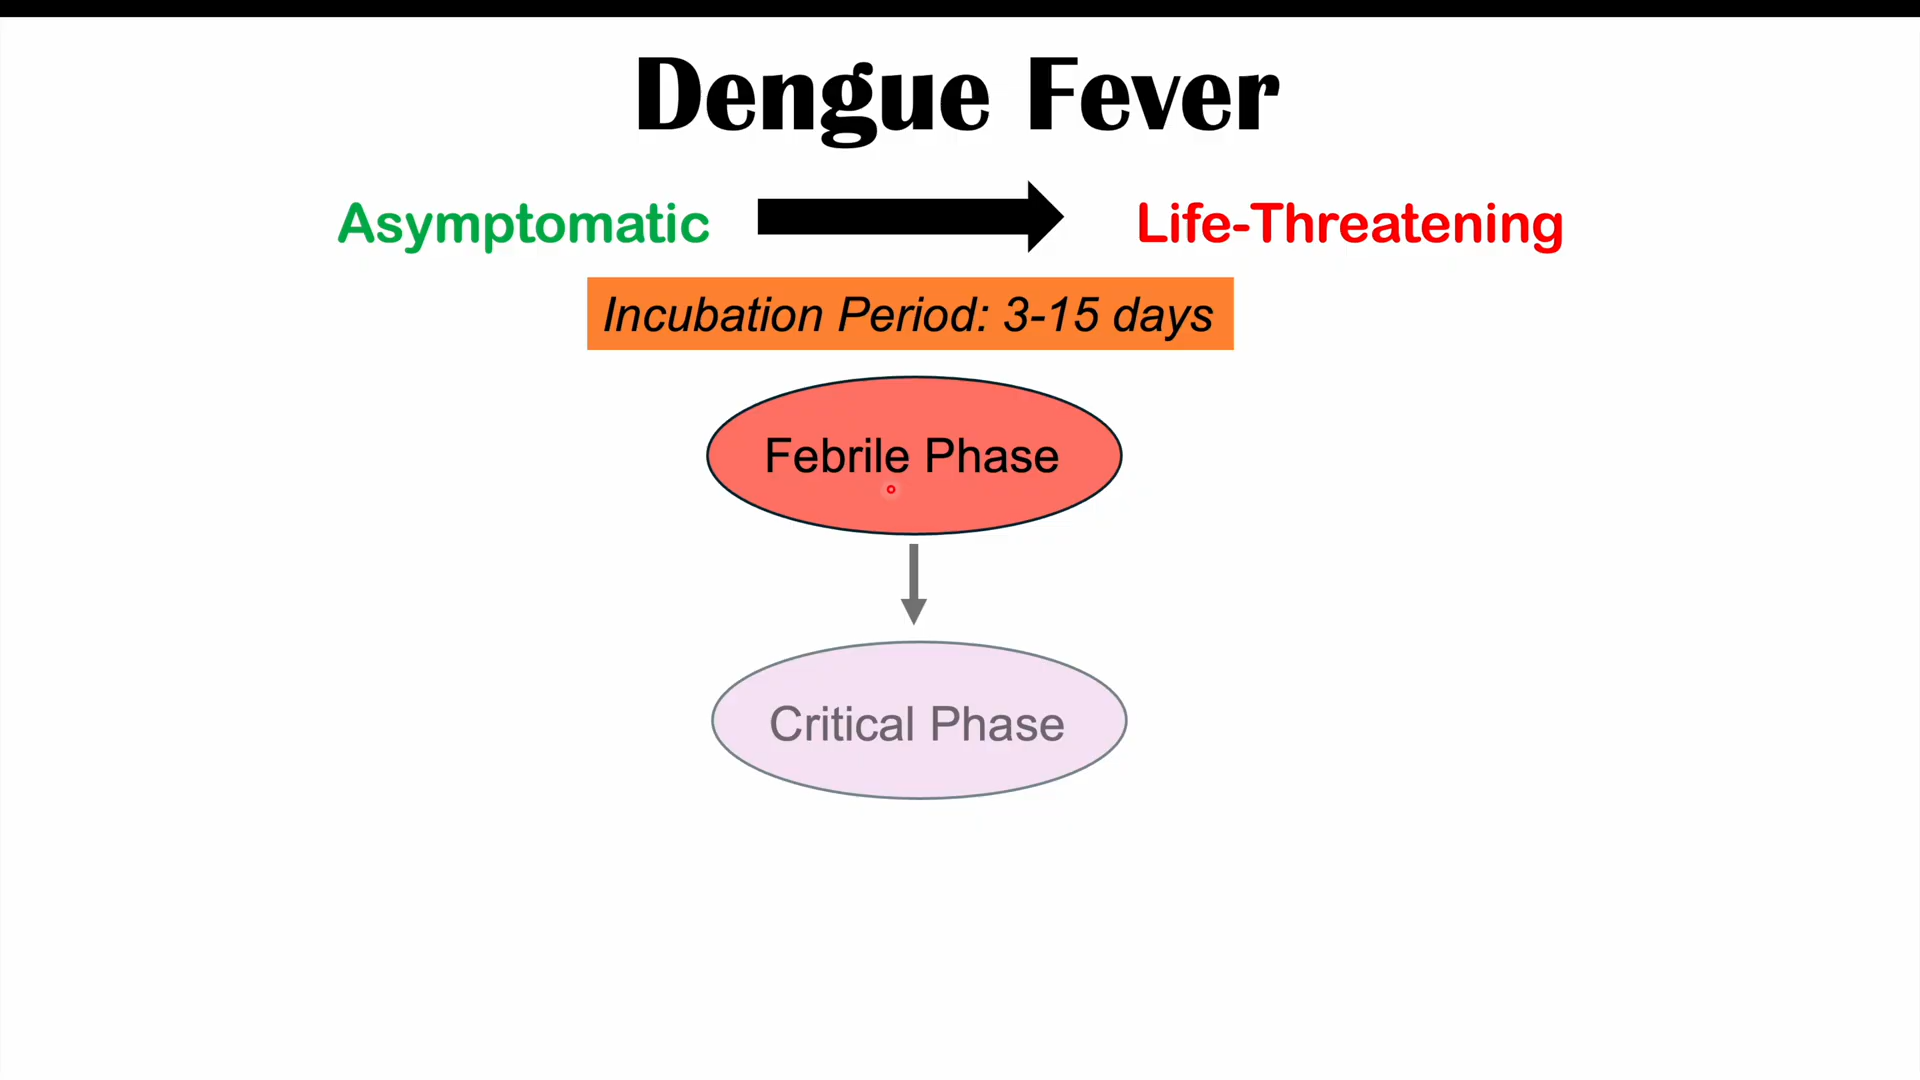 Dengue Fever
Asymptomatic
Life-Threatening
Incubation Period: 3-15 days
Febrile Phase
Critical Phase